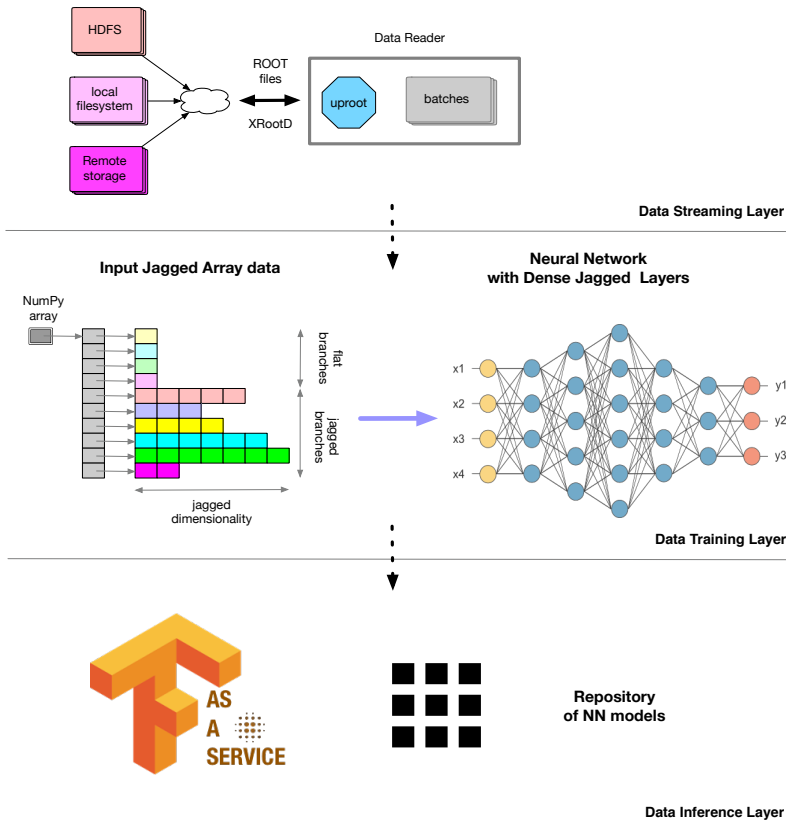 HDFS
local
filesystem
Remote
storage
ROOT
files
XRootD
Data Reader
uproot
batches
Data Streaming Layer
Input Jagged Array data
NumPy
array
flat
branches
jagged
branches
jagged
dimensionality
Neural Network
with Dense Jagged Layers
x1
x2
x3
x4
y1
y2
y3
Data Training Layer
AS
A
SERVICE
Repository
of NN models
Data Inference Layer